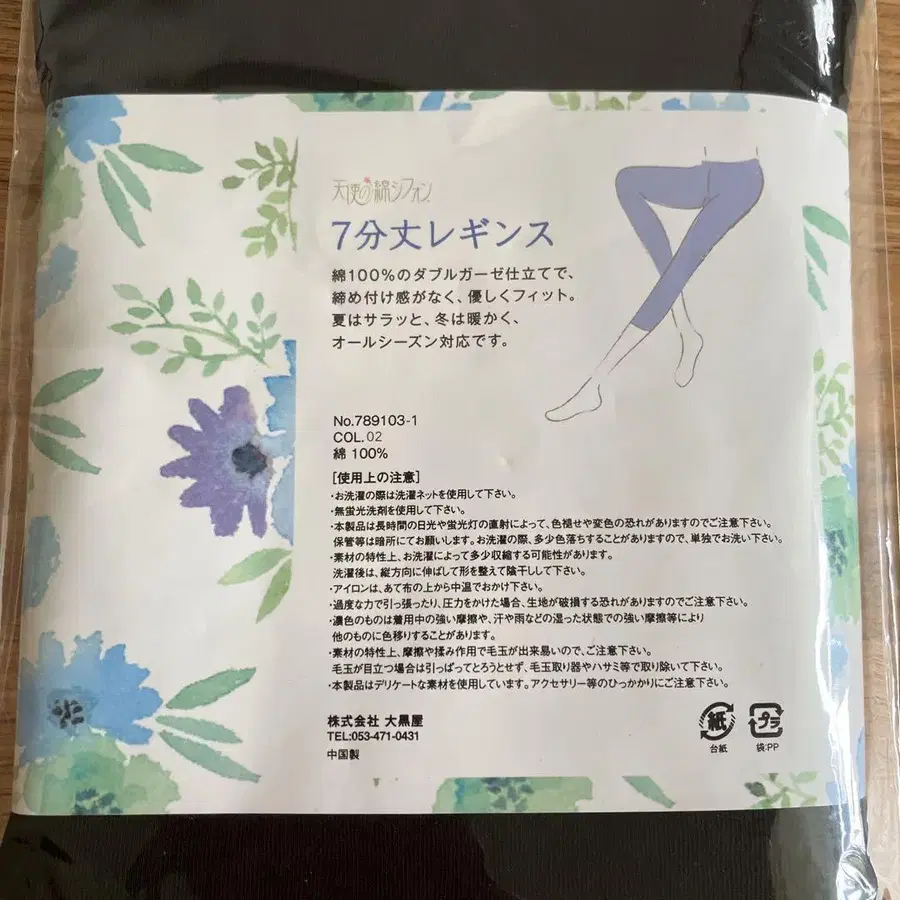 天使の綿シフォン
7分丈レギンス
綿100%のダブルガーゼ仕立てで、
締め付け感がなく、優しくフィット。
夏はサラッと、冬は暖かく、
オールシーズン対応です。
No.789103-1
COL. 02
綿 100%
[使用上の注意]
・お洗濯の際は洗濯ネットを使用して下さい。
・無蛍光洗剤を使用して下さい。
・本製品は長時間の日光や蛍光灯の直射によって、色褪せや変色の恐れがありますのでご注意下さい。
保管等は暗所にてお願いします。お洗濯の際、多少色落ちすることがありますので、単独でお洗い下さい。
・素材の特性上、お洗濯によって多少収縮する可能性があります。
洗濯後は、縦方向に伸ばして形を整えて陰干しして下さい。
・アイロンは、あて布の上から中温でおかけ下さい。
・過度な力で引っ張ったり、圧力をかけた場合、生地が破損する恐れがありますのでご注意下さい。
・濃色のものは着用中の強い摩擦や、汗や雨などの湿った状態での強い摩擦等により
他のものに色移りすることがあります。
・素材の特性上、摩擦や揉み作用で毛玉が出来易いので、ご注意下さい。
毛玉が目立つ場合は引っぱってとろうとせず、毛玉取り器やハサミ等で取り除いて下さい。
・本製品はデリケートな素材を使用しています。アクセサリー等のひっかかりにご注意下さい。
株式会社 大黒屋
TEL:053-471-0431
中国製
紙 プラ
台紙 袋:PP